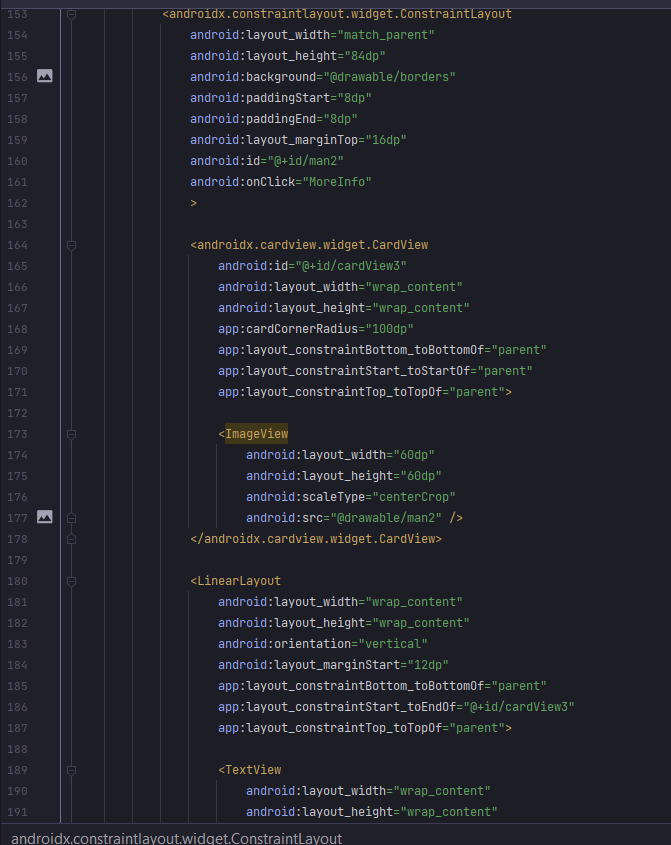 153 <androidx.constraintlayout.widget.ConstraintLayout
154 android:layout_width="match_parent"
155 android:layout_height="84dp"
156 android:background="@drawable/borders"
157 android:paddingStart="8dp"
158 android:paddingEnd="8dp"
159 android:layout_marginTop="16dp"
160 android:id="@+id/man2"
161 android:onClick="MoreInfo"
162 >
163
164 <androidx.cardview.widget.CardView
165 android:id="@+id/cardView3"
166 android:layout_width="wrap_content"
167 android:layout_height="wrap_content"
168 app:cardCornerRadius="100dp"
169 app:layout_constraintBottom_toBottomOf="parent"
170 app:layout_constraintStart_toStartOf="parent"
171 app:layout_constraintTop_toTopOf="parent">
172
173 <ImageView
174 android:layout_width="60dp"
175 android:layout_height="60dp"
176 android:scaleType="centerCrop"
177 android:src="@drawable/man2" />
178 </androidx.cardview.widget.CardView>
179
180 <LinearLayout
181 android:layout_width="wrap_content"
182 android:layout_height="wrap_content"
183 android:orientation="vertical"
184 android:layout_marginStart="12dp"
185 app:layout_constraintBottom_toBottomOf="parent"
186 app:layout_constraintStart_toEndOf="@+id/cardView3"
187 app:layout_constraintTop_toTopOf="parent">
188
189 <TextView
190 android:layout_width="wrap_content"
191 android:layout_height="wrap_content"
androidx.constraintlayout.widget.ConstraintLayout